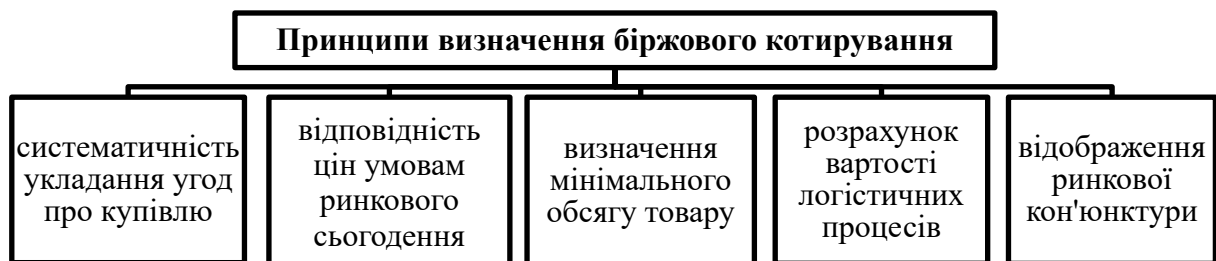 Принципи визначення біржового котирування
систематичність
укладання угод
про купівлю
відповідність
цін умовам
ринкового
сьогодення
визначення
мінімального
обсягу товару
розрахунок
вартості
логістичних
процесів
відображення
ринкової
кон'юнктури